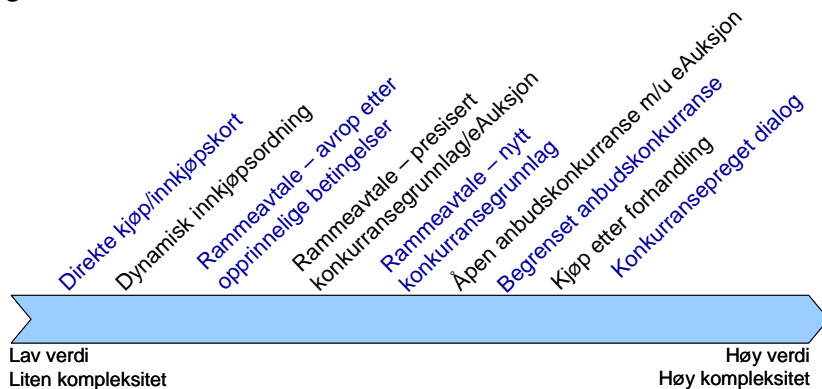 Direkte kjøp/innkjøpskort
Dynamisk innkjøpsordning
Rammeavtale – avrop etter
opprinnelige betingelser
Rammeavtale – presisert
konkurransegrunnlag/eAuksjon
Rammeavtale – nytt
konkurransegrunnlag
Åpen anbudskonkurranse m/u eAuksjon
Begrenset anbudskonkurranse
Kjøp etter forhandling
Konkurransepreget dialog
Lav verdi
Liten kompleksitet
Høy verdi
Høy kompleksitet